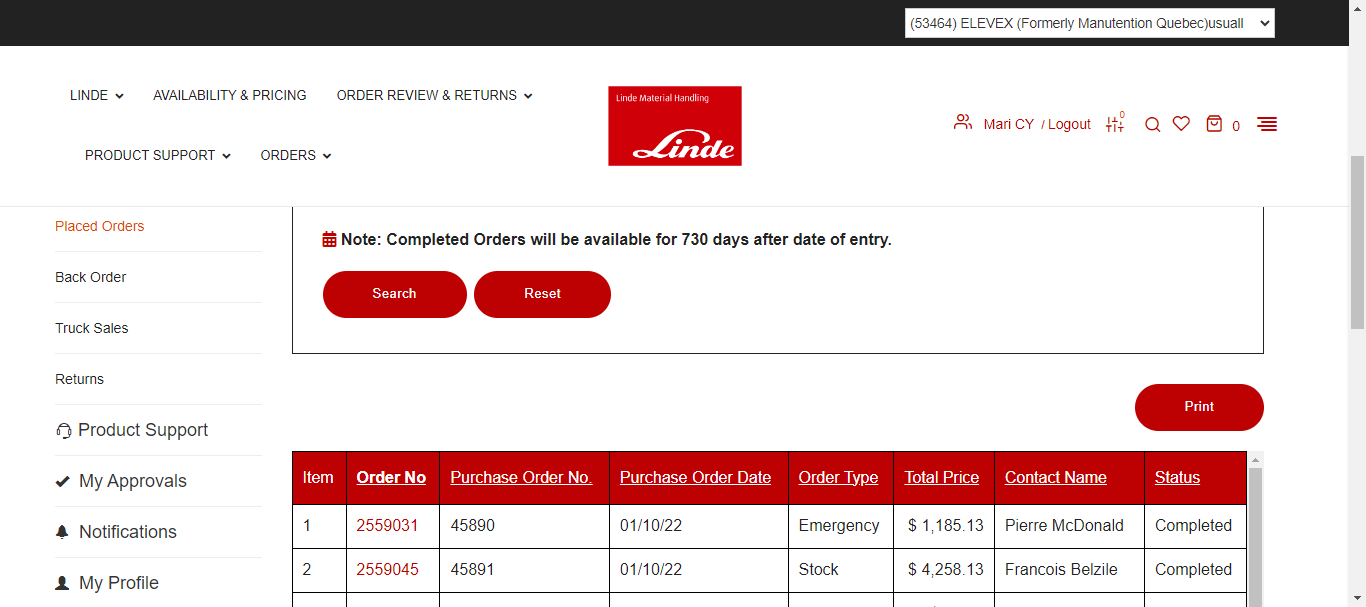 (53464) ELEVEX (Formerly Manutention Quebec)usuall
LINDE
AVAILABILITY & PRICING
ORDER REVIEW & RETURNS
PRODUCT SUPPORT
ORDERS
Linde Material Handling
Linde
Mari CY / Logout
0
0
Placed Orders
Back Order
Truck Sales
Returns
Product Support
My Approvals
Notifications
My Profile
Note: Completed Orders will be available for 730 days after date of entry.
Search Reset
Print
Item Order No Purchase Order No. Purchase Order Date Order Type Total Price Contact Name Status
1 2559031 45890 01/10/22 Emergency $ 1,185.13 Pierre McDonald Completed
2 2559045 45891 01/10/22 Stock $ 4,258.13 Francois Belzile Completed